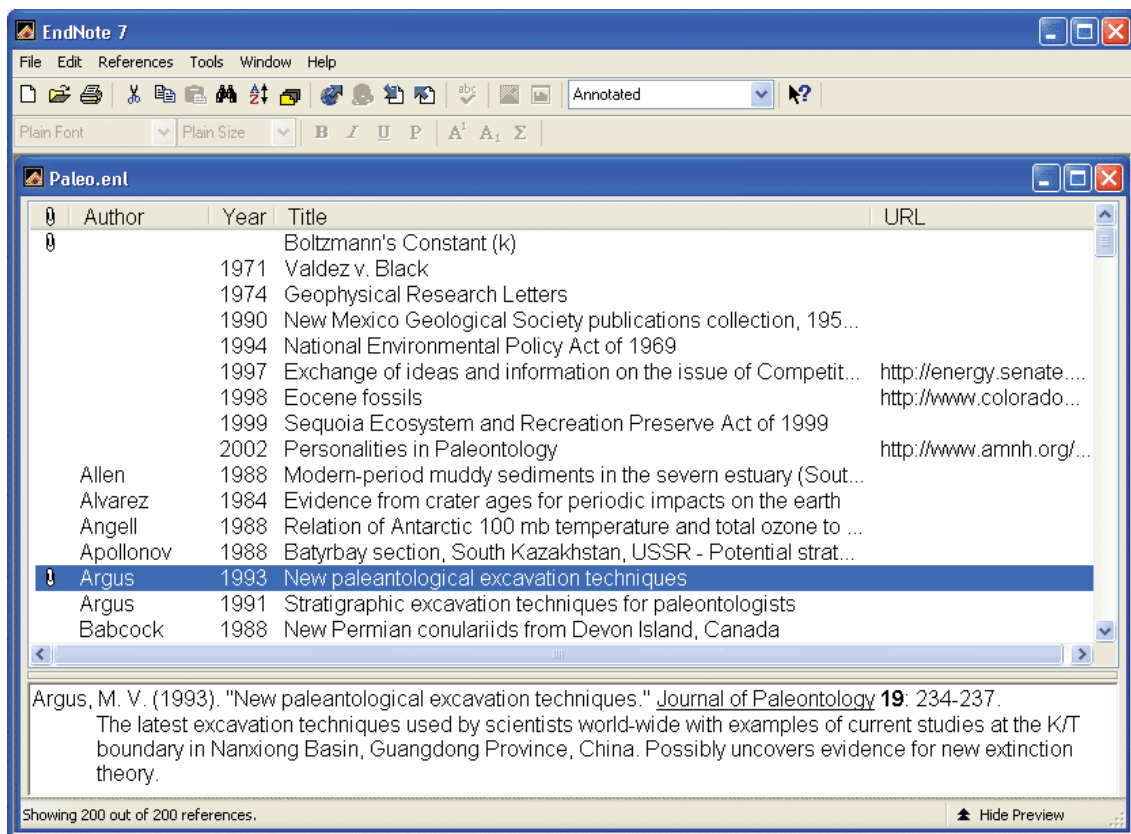 EndNote 7
File Edit References Tools Window Help
abc Annotated ?
Plain Font Plain Size B I U P A¹ A₁ Σ
Paleo.enl
Author Year Title URL
Boltzmann's Constant (k)
1971 Valdez v. Black
1974 Geophysical Research Letters
1990 New Mexico Geological Society publications collection, 195...
1994 National Environmental Policy Act of 1969
1997 Exchange of ideas and information on the issue of Competit... http://energy.senate....
1998 Eocene fossils http://www.colorado...
1999 Sequoia Ecosystem and Recreation Preserve Act of 1999
2002 Personalities in Paleontology http://www.amnh.org/...
Allen 1988 Modern-period muddy sediments in the severn estuary (Sout...
Alvarez 1984 Evidence from crater ages for periodic impacts on the earth
Angell 1988 Relation of Antarctic 100 mb temperature and total ozone to ...
Apollonov 1988 Batyrbay section, South Kazakhstan, USSR - Potential strat...
Argus 1993 New paleantological excavation techniques
Argus 1991 Stratigraphic excavation techniques for paleontologists
Babcock 1988 New Permian conulariids from Devon Island, Canada
Argus, M. V. (1993). "New paleantological excavation techniques." Journal of Paleontology 19: 234-237.
The latest excavation techniques used by scientists world-wide with examples of current studies at the K/T
boundary in Nanxiong Basin, Guangdong Province, China. Possibly uncovers evidence for new extinction
theory.
Showing 200 out of 200 references. Hide Preview